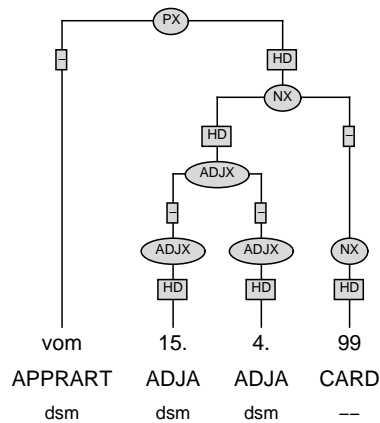 PX
– HD
NX
HD –
ADJX
– –
ADJX ADJX NX
HD HD HD
vom 15. 4. 99
APPRART ADJA ADJA CARD
dsm dsm dsm −−